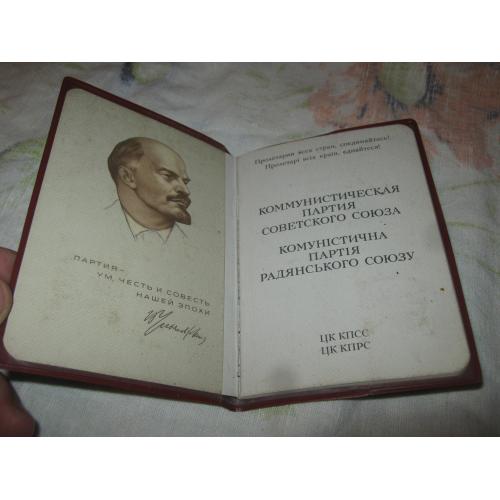 ПАРТИЯ–
УМ, ЧЕСТЬ И СОВЕСТЬ
НАШЕЙ ЭПОХИ
Пролетарии всех стран, соединяйтесь!
Пролетарі всіх країн, єднайтеся!
КОММУНИСТИЧЕСКАЯ
ПАРТИЯ
СОВЕТСКОГО СОЮЗА
КОМУНІСТИЧНА
ПАРТІЯ
РАДЯНСЬКОГО СОЮЗУ
ЦК КПСС
ЦК КПРС